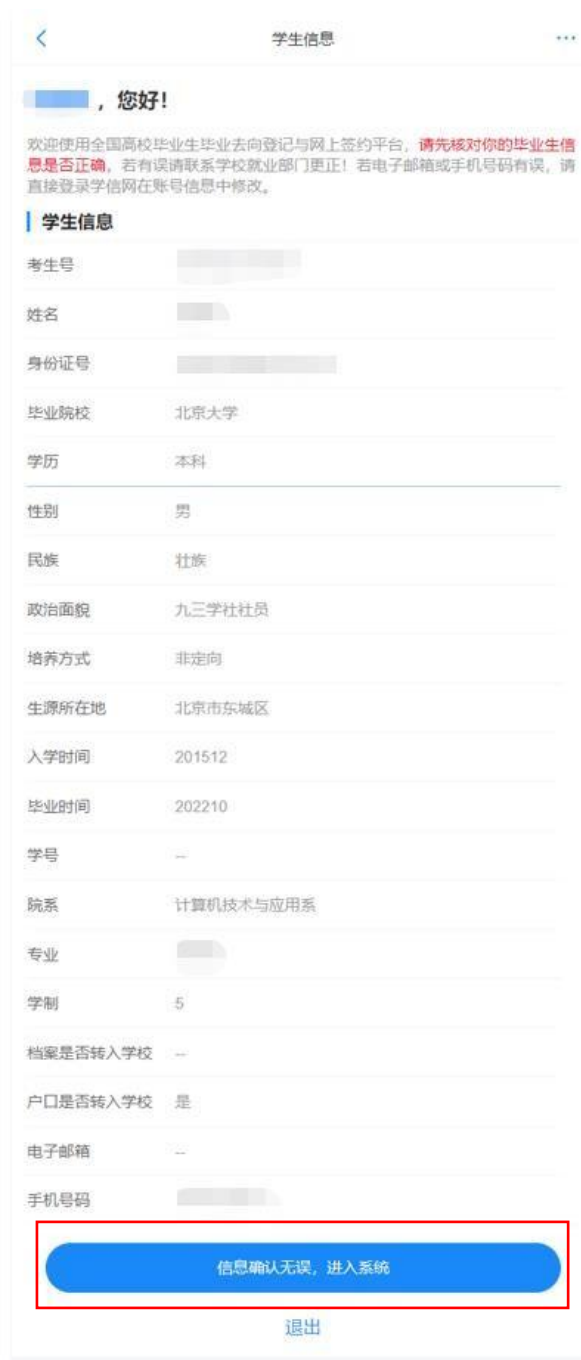 学生信息
，您好！
欢迎使用全国高校毕业生毕业去向登记与网上签约平台，请先核对你的毕业生信
息是否正确，若有误请联系学校就业部门更正！若电子邮箱或手机号码有误，请
直接登录学信网在账号信息中修改。
学生信息
考生号
姓名
身份证号
毕业院校 北京大学
学历 本科
性别 男
民族 壮族
政治面貌 九三学社社员
培养方式 非定向
生源所在地 北京市东城区
入学时间 201512
毕业时间 202210
学号 --
院系 计算机技术与应用系
专业
学制 5
档案是否转入学校 --
户口是否转入学校 是
电子邮箱 --
手机号码
信息确认无误，进入系统
退出